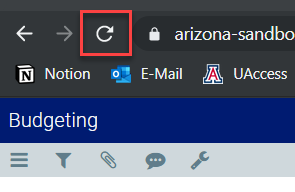 arizona-sandbo
Notion E-Mail UAccess
Budgeting